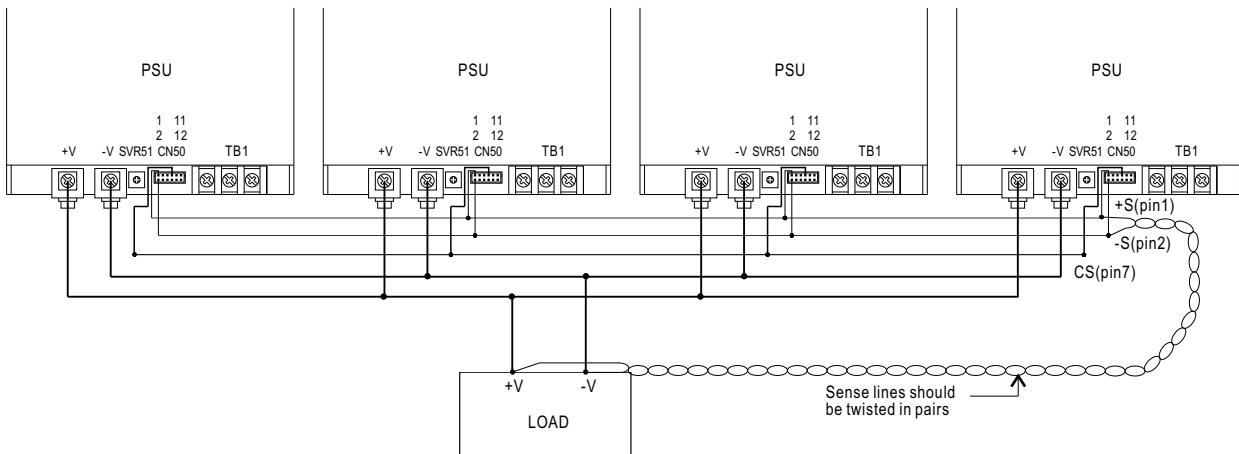 PSU
PSU
PSU
PSU
1 11
2 12
+V -V SVR51 CN50 TB1
1 11
2 12
+V -V SVR51 CN50 TB1
1 11
2 12
+V -V SVR51 CN50 TB1
1 11
2 12
+V -V SVR51 CN50 TB1
+S(pin1)
-S(pin2)
CS(pin7)
+V -V
LOAD
Sense lines should
be twisted in pairs